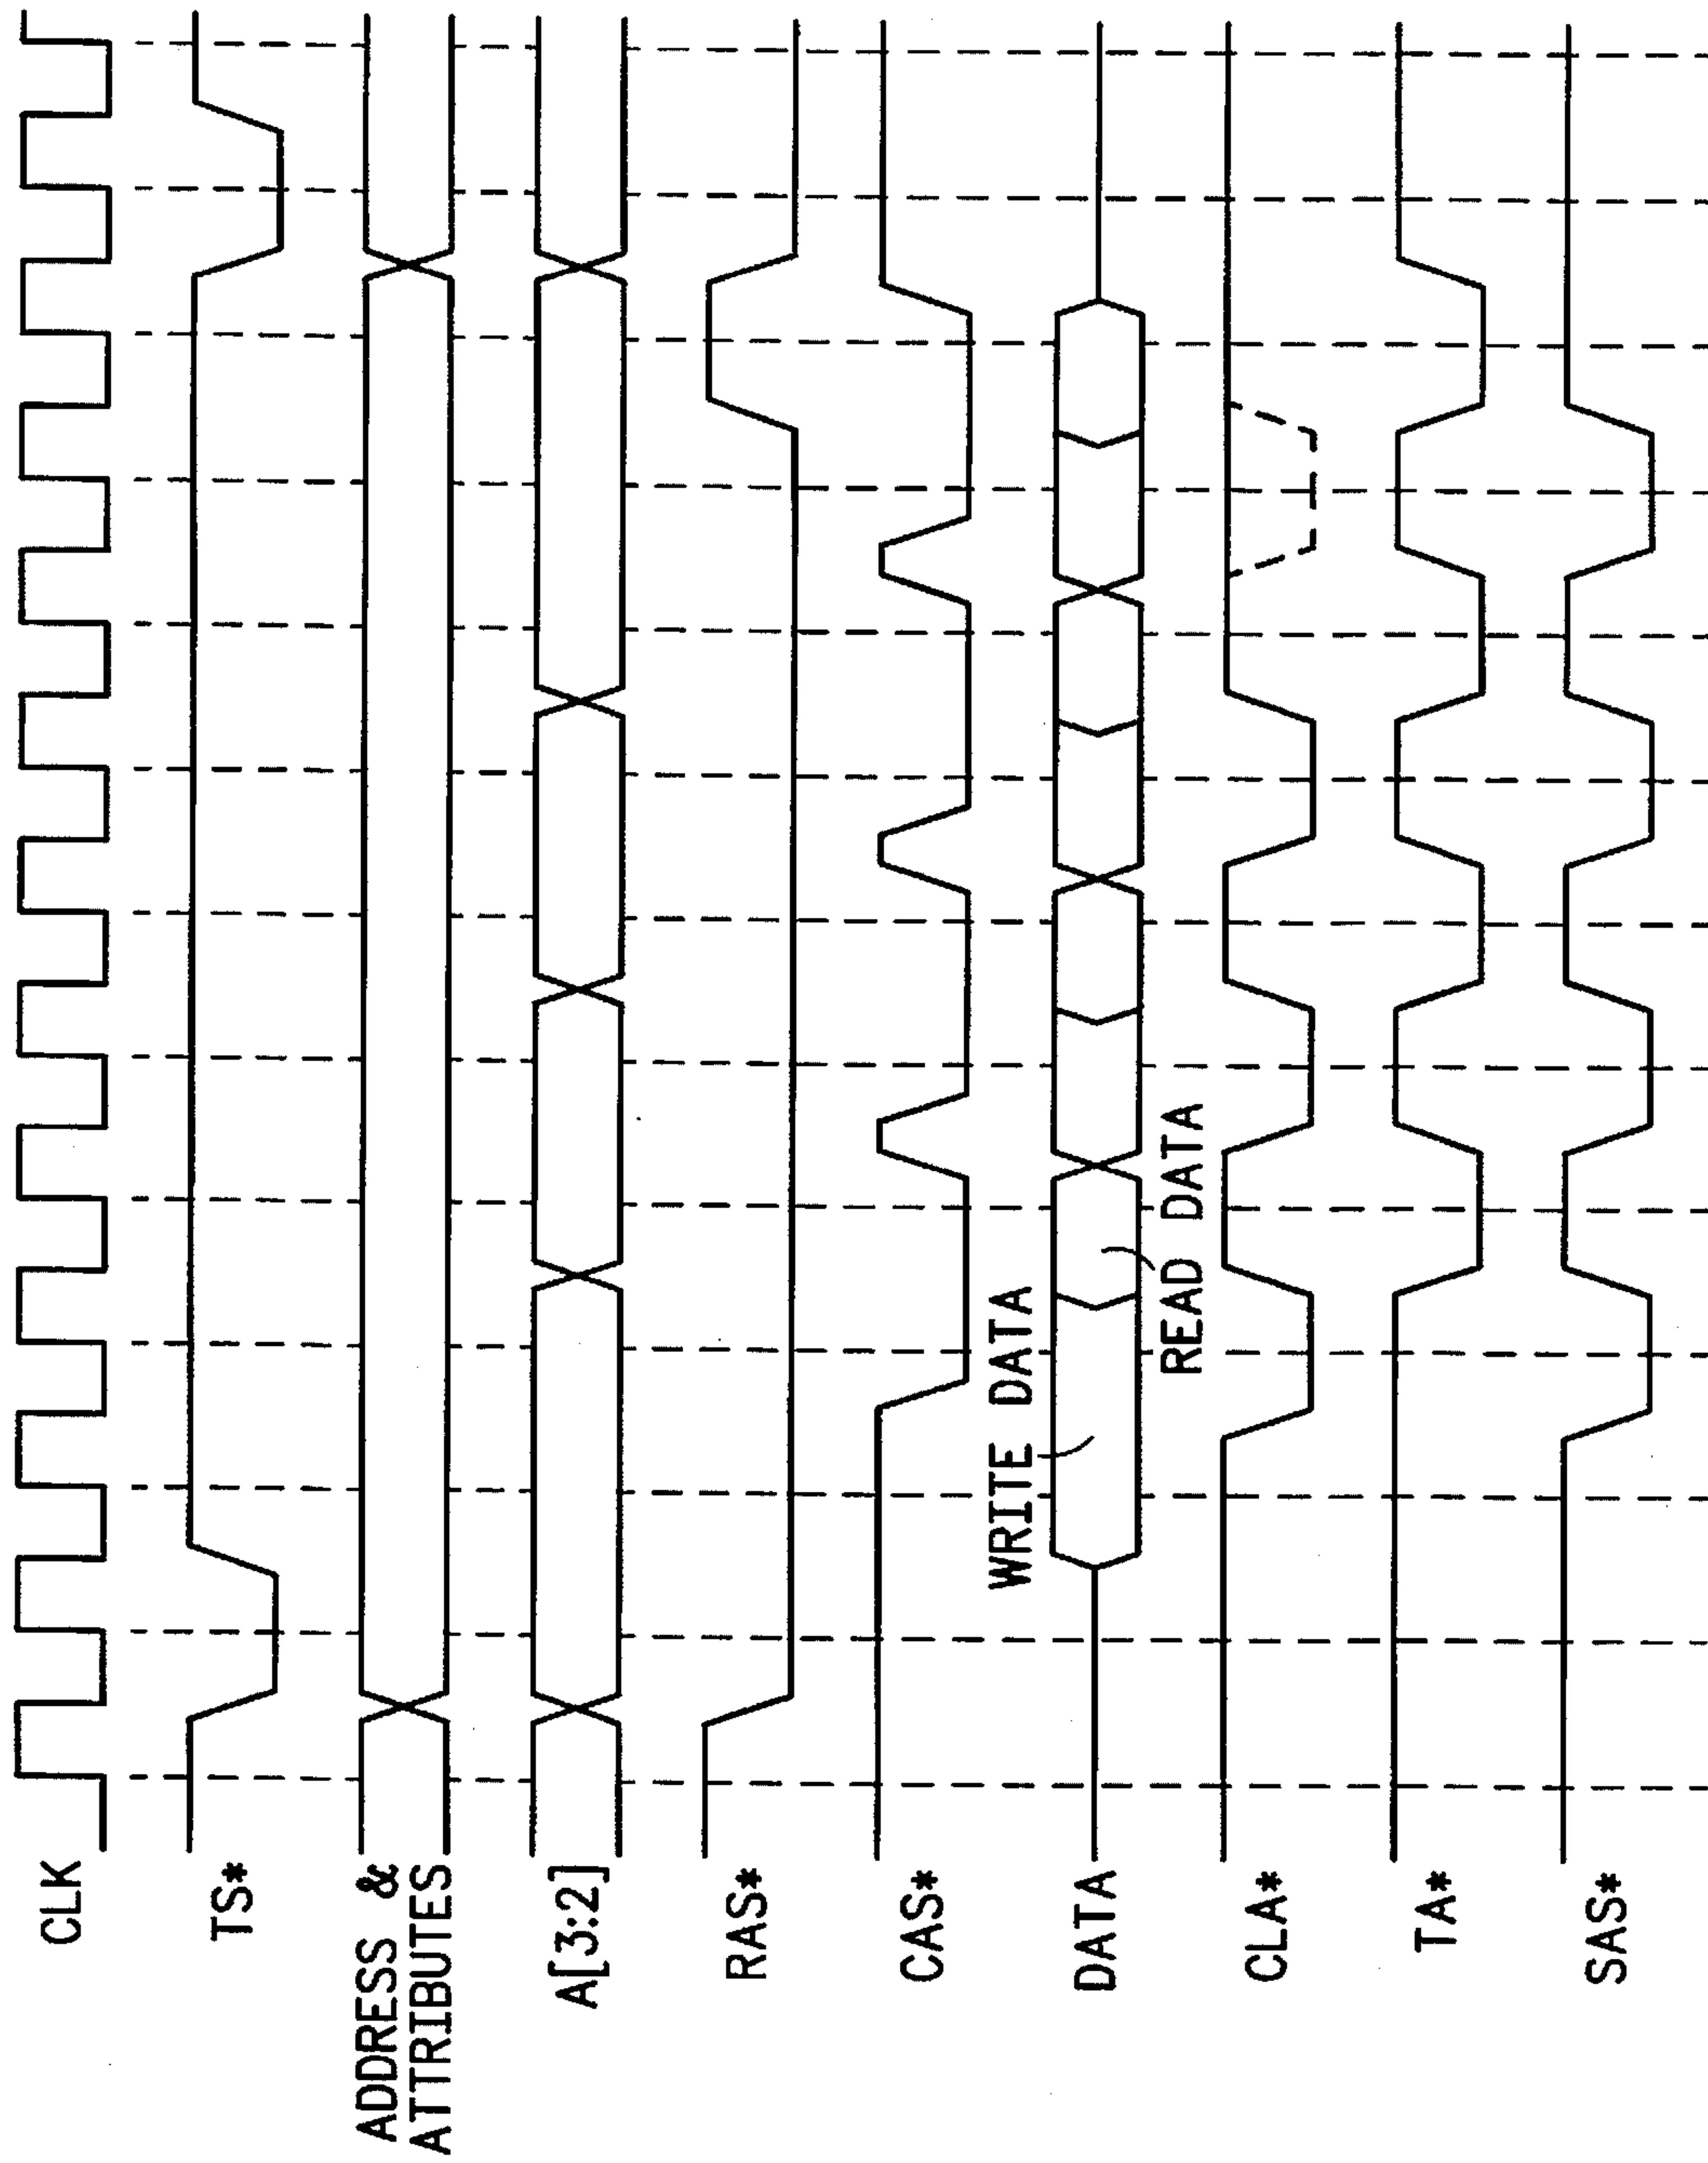 CLK
TS*
ADDRESS &
ATTRIBUTES
A[3:2]
RAS*
CAS*
WRITE DATA
DATA
READ DATA
CLA*
TA*
SAS*